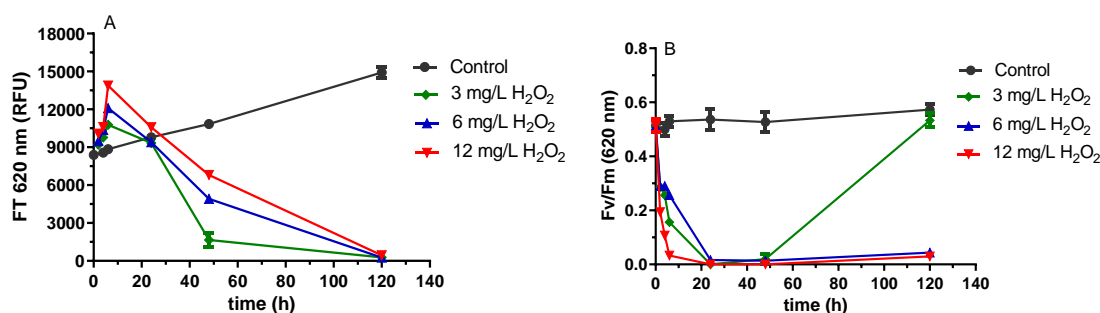 A
FT 620 nm (RFU)
18000
15000
12000
9000
6000
3000
0
0 20 40 60 80 100 120 140
time (h)
Control
3 mg/L H₂O₂
6 mg/L H₂O₂
12 mg/L H₂O₂
B
Fv/Fm (620 nm)
0.8
0.6
0.4
0.2
0.0
0 20 40 60 80 100 120 140
time (h)
Control
3 mg/L H₂O₂
6 mg/L H₂O₂
12 mg/L H₂O₂